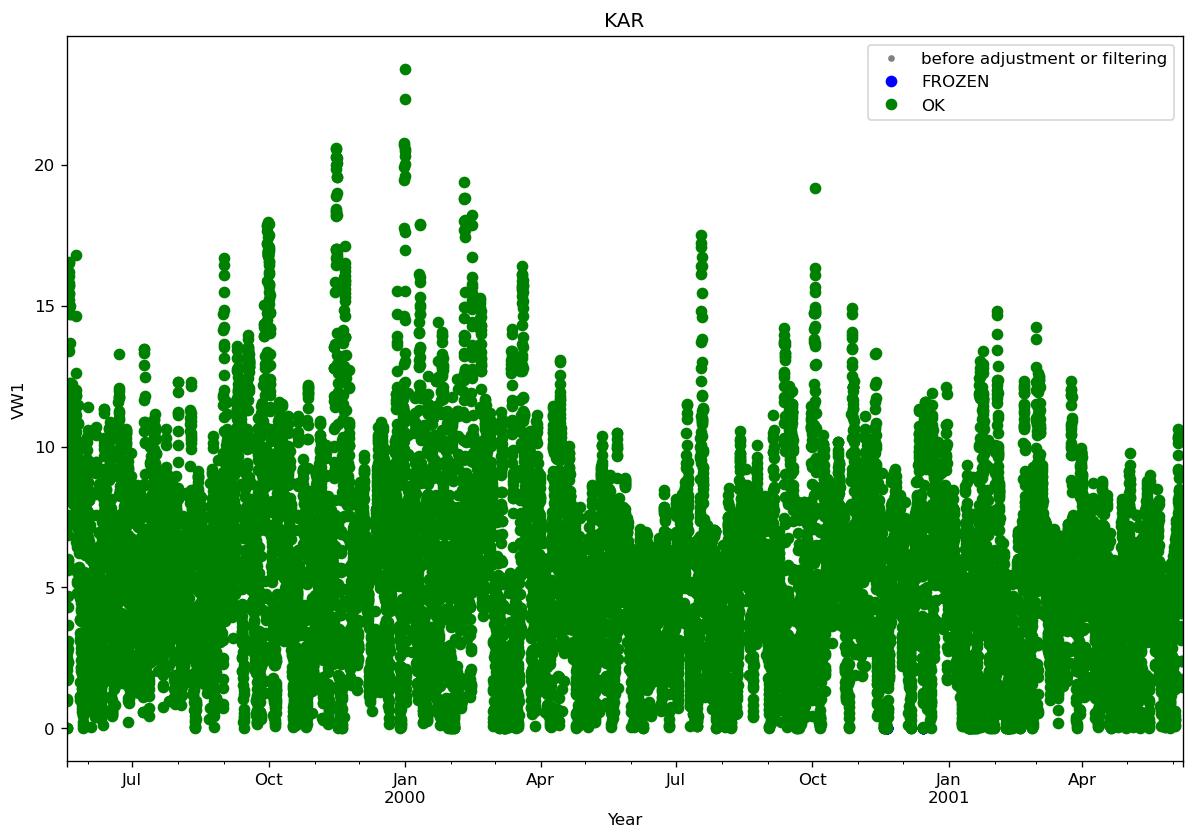 KAR
before adjustment or filtering
FROZEN
OK
VW1
20
15
10
5
0
Jul
Oct
Jan
2000
Apr
Jul
Oct
Jan
2001
Apr
Year